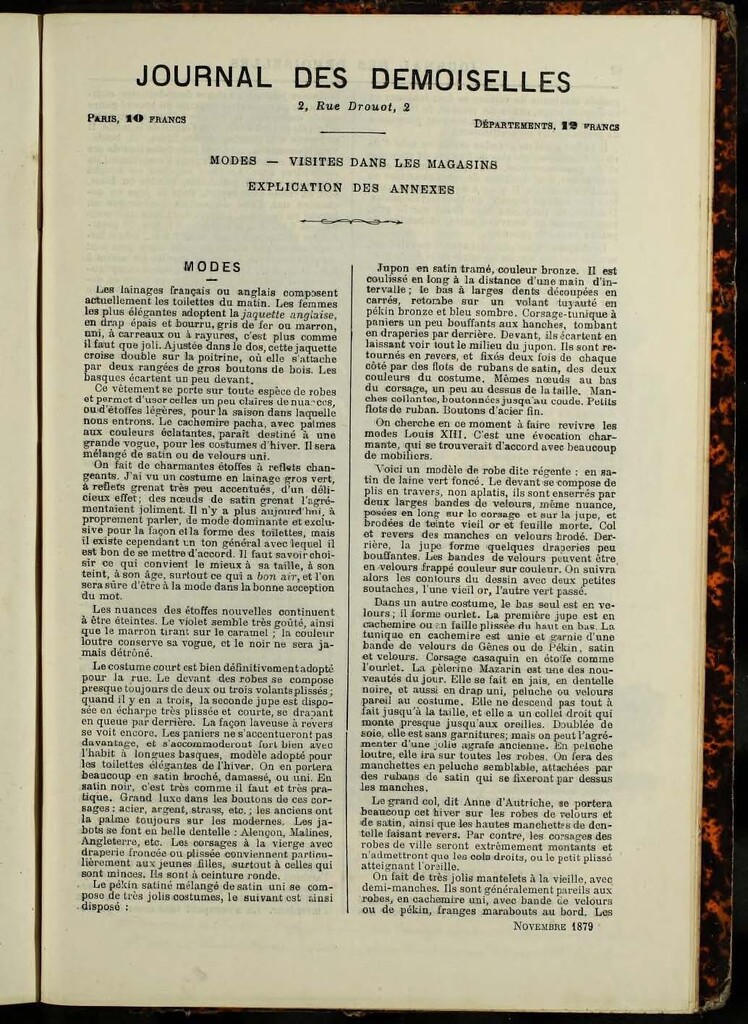 JOURNAL DES DEMOISELLES
2, Rue Drouot, 2
PARIS, 10 FRANCS
DÉPARTEMENTS, 12 FRANCS
MODES — VISITES DANS LES MAGASINS
EXPLICATION DES ANNEXES
MODES
Les lainages français ou anglais composent
actuellement les toilettes du matin. Les femmes
les plus élégantes adoptent la jaquette anglaise,
en drap épais et bourru, gris de fer ou marron,
uni, à carreaux ou à rayures, c'est plus comme
il faut que joli. Ajustée dans le dos, cette jaquette
croise double sur la poitrine, où elle s'attache
par deux rangées de gros boutons de bois. Les
basques écartent un peu devant.
Ce vêtement se porte sur toute espèce de robes
et permet d'user celles un peu claires de nuances,
ou d'étoffes légères, pour la saison dans laquelle
nous entrons. Le cachemire pacha, avec palmes
aux couleurs éclatantes, paraît destiné à une
grande vogue, pour les costumes d'hiver. Il sera
mélangé de satin ou de velours uni.
On fait de charmantes étoffes à reflets chan-
geants. J'ai vu un costume en lainage gros vert,
à reflets grenat très peu accentués, d'un déli-
cieux effet; des nœuds de satin grenat l'agré-
mentaient joliment. Il n'y a plus aujourd'hui, à
proprement parler, de mode dominante et exclu-
sive pour la façon et la forme des toilettes, mais
il existe cependant un ton général avec lequel il
est bon de se mettre d'accord. Il faut savoir choi-
sir ce qui convient le mieux à sa taille, à son
teint, à son âge, surtout ce qui a bon air, et l'on
sera sûre d'être à la mode dans la bonne acception
du mot.
Les nuances des étoffes nouvelles continuent
à être éteintes. Le violet semble très goûté, ainsi
que le marron tirant sur le caramel; la couleur
loutre conserve sa vogue, et le noir ne sera ja-
mais détrôné.
Le costume court est bien définitivement adopté
pour la rue. Le devant des robes se compose
presque toujours de deux ou trois volants plissés;
quand il y en a trois, la seconde jupe est dispo-
sée en écharpe très plissée et courte, se drapant
en queue par derrière. La façon laveuse à revers
se voit encore. Les paniers ne s'accentueront pas
davantage, et s'accommoderont fort bien avec
l'habit à longues basques, modèle adopté pour
les toilettes élégantes de l'hiver. On en portera
beaucoup en satin broché, damassé, ou uni. En
satin noir, c'est très comme il faut et très pra-
tique. Grand luxe dans les boutons de ces cor-
sages : acier, argent, strass, etc.; les anciens ont
la palme toujours sur les modernes. Les ja-
bots se font en belle dentelle : Alençon, Malines,
Angleterre, etc. Les corsages à la vierge avec
draperie froncée ou plissée conviennent particu-
lièrement aux jeunes filles, surtout à celles qui
sont minces. Ils sont à ceinture ronde.
Le pékin satiné mélangé de satin uni se com-
pose de très jolis costumes, le suivant est ainsi
disposé :
Jupon en satin tramé, couleur bronze. Il est
coulissé en long à la distance d'une main d'in-
tervalle; le bas à larges dents découpées en
carrés, retombe sur un volant tuyauté en
pékin bronze et bleu sombre. Corsage-tunique à
paniers un peu bouffants aux hanches, tombant
en draperies par derrière. Devant, ils écartent en
laissant voir tout le milieu du jupon. Ils sont re-
tournés en revers, et fixés deux fois de chaque
côté par des flots de rubans de satin, des deux
couleurs du costume. Mêmes nœuds au bas
du corsage, un peu au dessus de la taille. Man-
ches collantes, boutonnées jusqu'au coude. Petits
flots de ruban. Boutons d'acier fin.
On cherche en ce moment à faire revivre les
modes Louis XIII. C'est une évocation char-
mante, qui se trouverait d'accord avec beaucoup
de mobiliers.
Voici un modèle de robe dite régente : en sa-
tin de laine vert foncé. Le devant se compose de
plis en travers, non aplatis, ils sont enserrés par
deux larges bandes de velours, même nuance,
posées en long sur le corsage et sur la jupe, et
brodées de teinte vieil or et feuille morte. Col
et revers des manches en velours brodé. Der-
rière, la jupe forme quelques draperies peu
bouffantes. Les bandes de velours peuvent être
en velours frappé couleur sur couleur. On suivra
alors les contours du dessin avec deux petites
soutaches, l'une vieil or, l'autre vert passé.
Dans un autre costume, le bas seul est en ve-
lours; il forme ourlet. La première jupe est en
cachemire ou en faille plissée du haut en bas. La
tunique en cachemire est unie et garnie d'une
bande de velours de Gênes ou de Pékin, satin
et velours. Corsage casaquin en étoffe comme
l'ourlet. La pèlerine Mazarin est une des nou-
veautés du jour. Elle se fait en jais, en dentelle
noire, et aussi en drap uni, peluche ou velours
pareil au costume. Elle ne descend pas tout à
fait jusqu'à la taille, et elle a un collet droit qui
monte presque jusqu'aux oreilles. Doublée de
soie, elle est sans garnitures; mais on peut l'agré-
menter d'une jolie agrafe ancienne. En peluche
loutre, elle ira sur toutes les robes. On fera des
manchettes en peluche semblable, attachées par
des rubans de satin qui se fixeront par dessus
les manches.
Le grand col, dit Anne d'Autriche, se portera
beaucoup cet hiver sur les robes de velours et
de satin, ainsi que les hautes manchettes de den-
telle faisant revers. Par contre, les corsages des
robes de ville seront extrêmement montants et
n'admettront que les cols droits, ou le petit plissé
atteignant l'oreille.
On fait de très jolis mantelets à la vieille, avec
demi-manches. Ils sont généralement pareils aux
robes, en cachemire uni, avec bande de velours
ou de pékin, franges marabouts au bord. Les
NOVEMBRE 1879